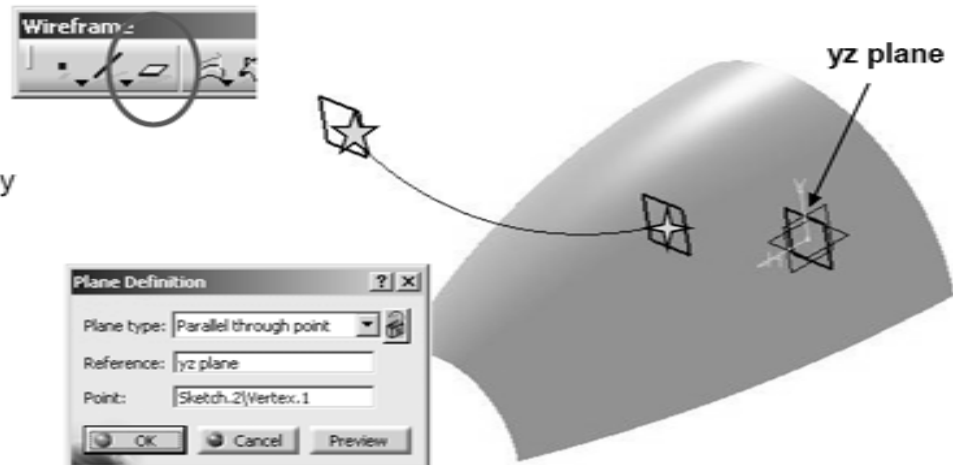 Wireframe
yz plane
y
Plane Definition
Plane type: Parallel through point
Reference: yz plane
Point: Sketch.2\Vertex.1
OK Cancel Preview
Y
H